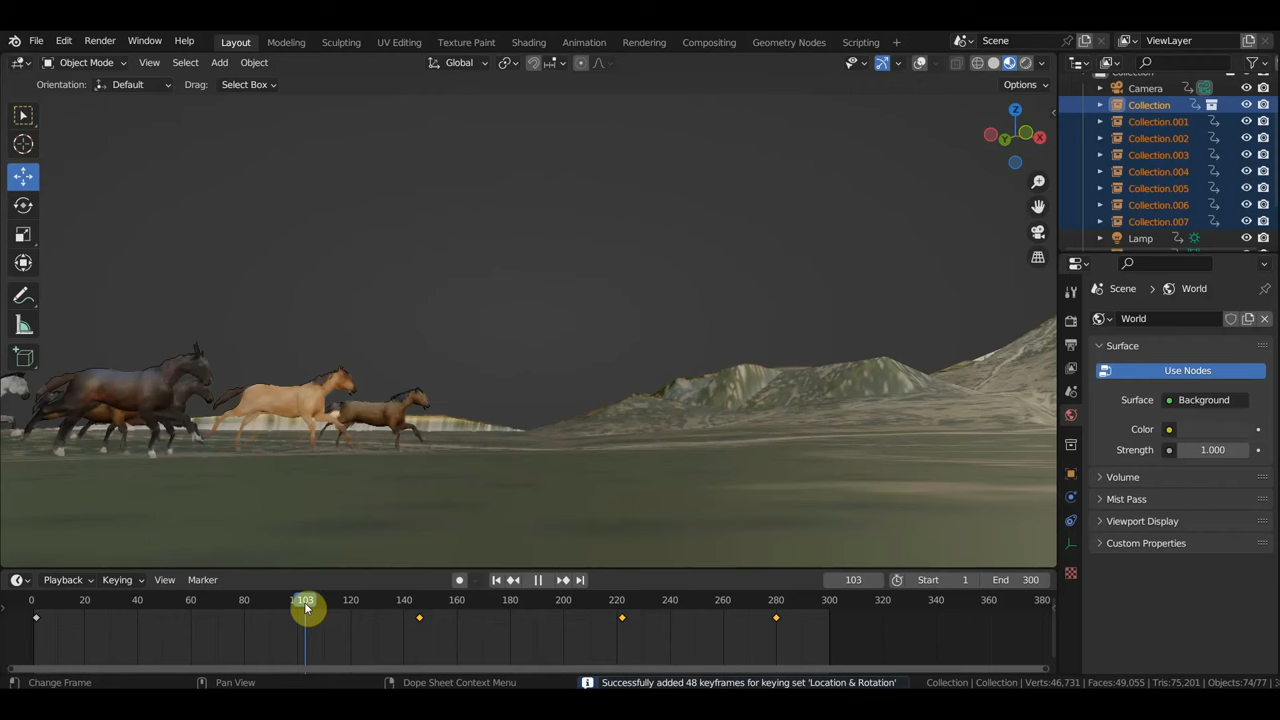 File Edit Render Window Help Layout Modeling Sculpting UV Editing Texture Paint Shading Animation Rendering Compositing Geometry Nodes Scripting + Scene ViewLayer
Object Mode View Select Add Object Global
Orientation: Default Drag: Select Box Options
Z
Y
X
Camera
Collection
Collection.001
Collection.002
Collection.003
Collection.004
Collection.005
Collection.006
Collection.007
Lamp
Scene > World
World
Surface
Use Nodes
Surface Background
Color
Strength 1.000
Volume
Mist Pass
Viewport Display
Custom Properties
Playback Keying View Marker 103 Start 1 End 300
0 20 40 60 80 103 120 140 160 180 200 220 240 260 280 300 320 340 360 380
Change Frame Pan View Dope Sheet Context Menu Successfully added 48 keyframes for keying set 'Location & Rotation' Collection | Collection | Verts:46,731 | Faces:49,055 | Tris:75,201 | Objects:74/77 | 3